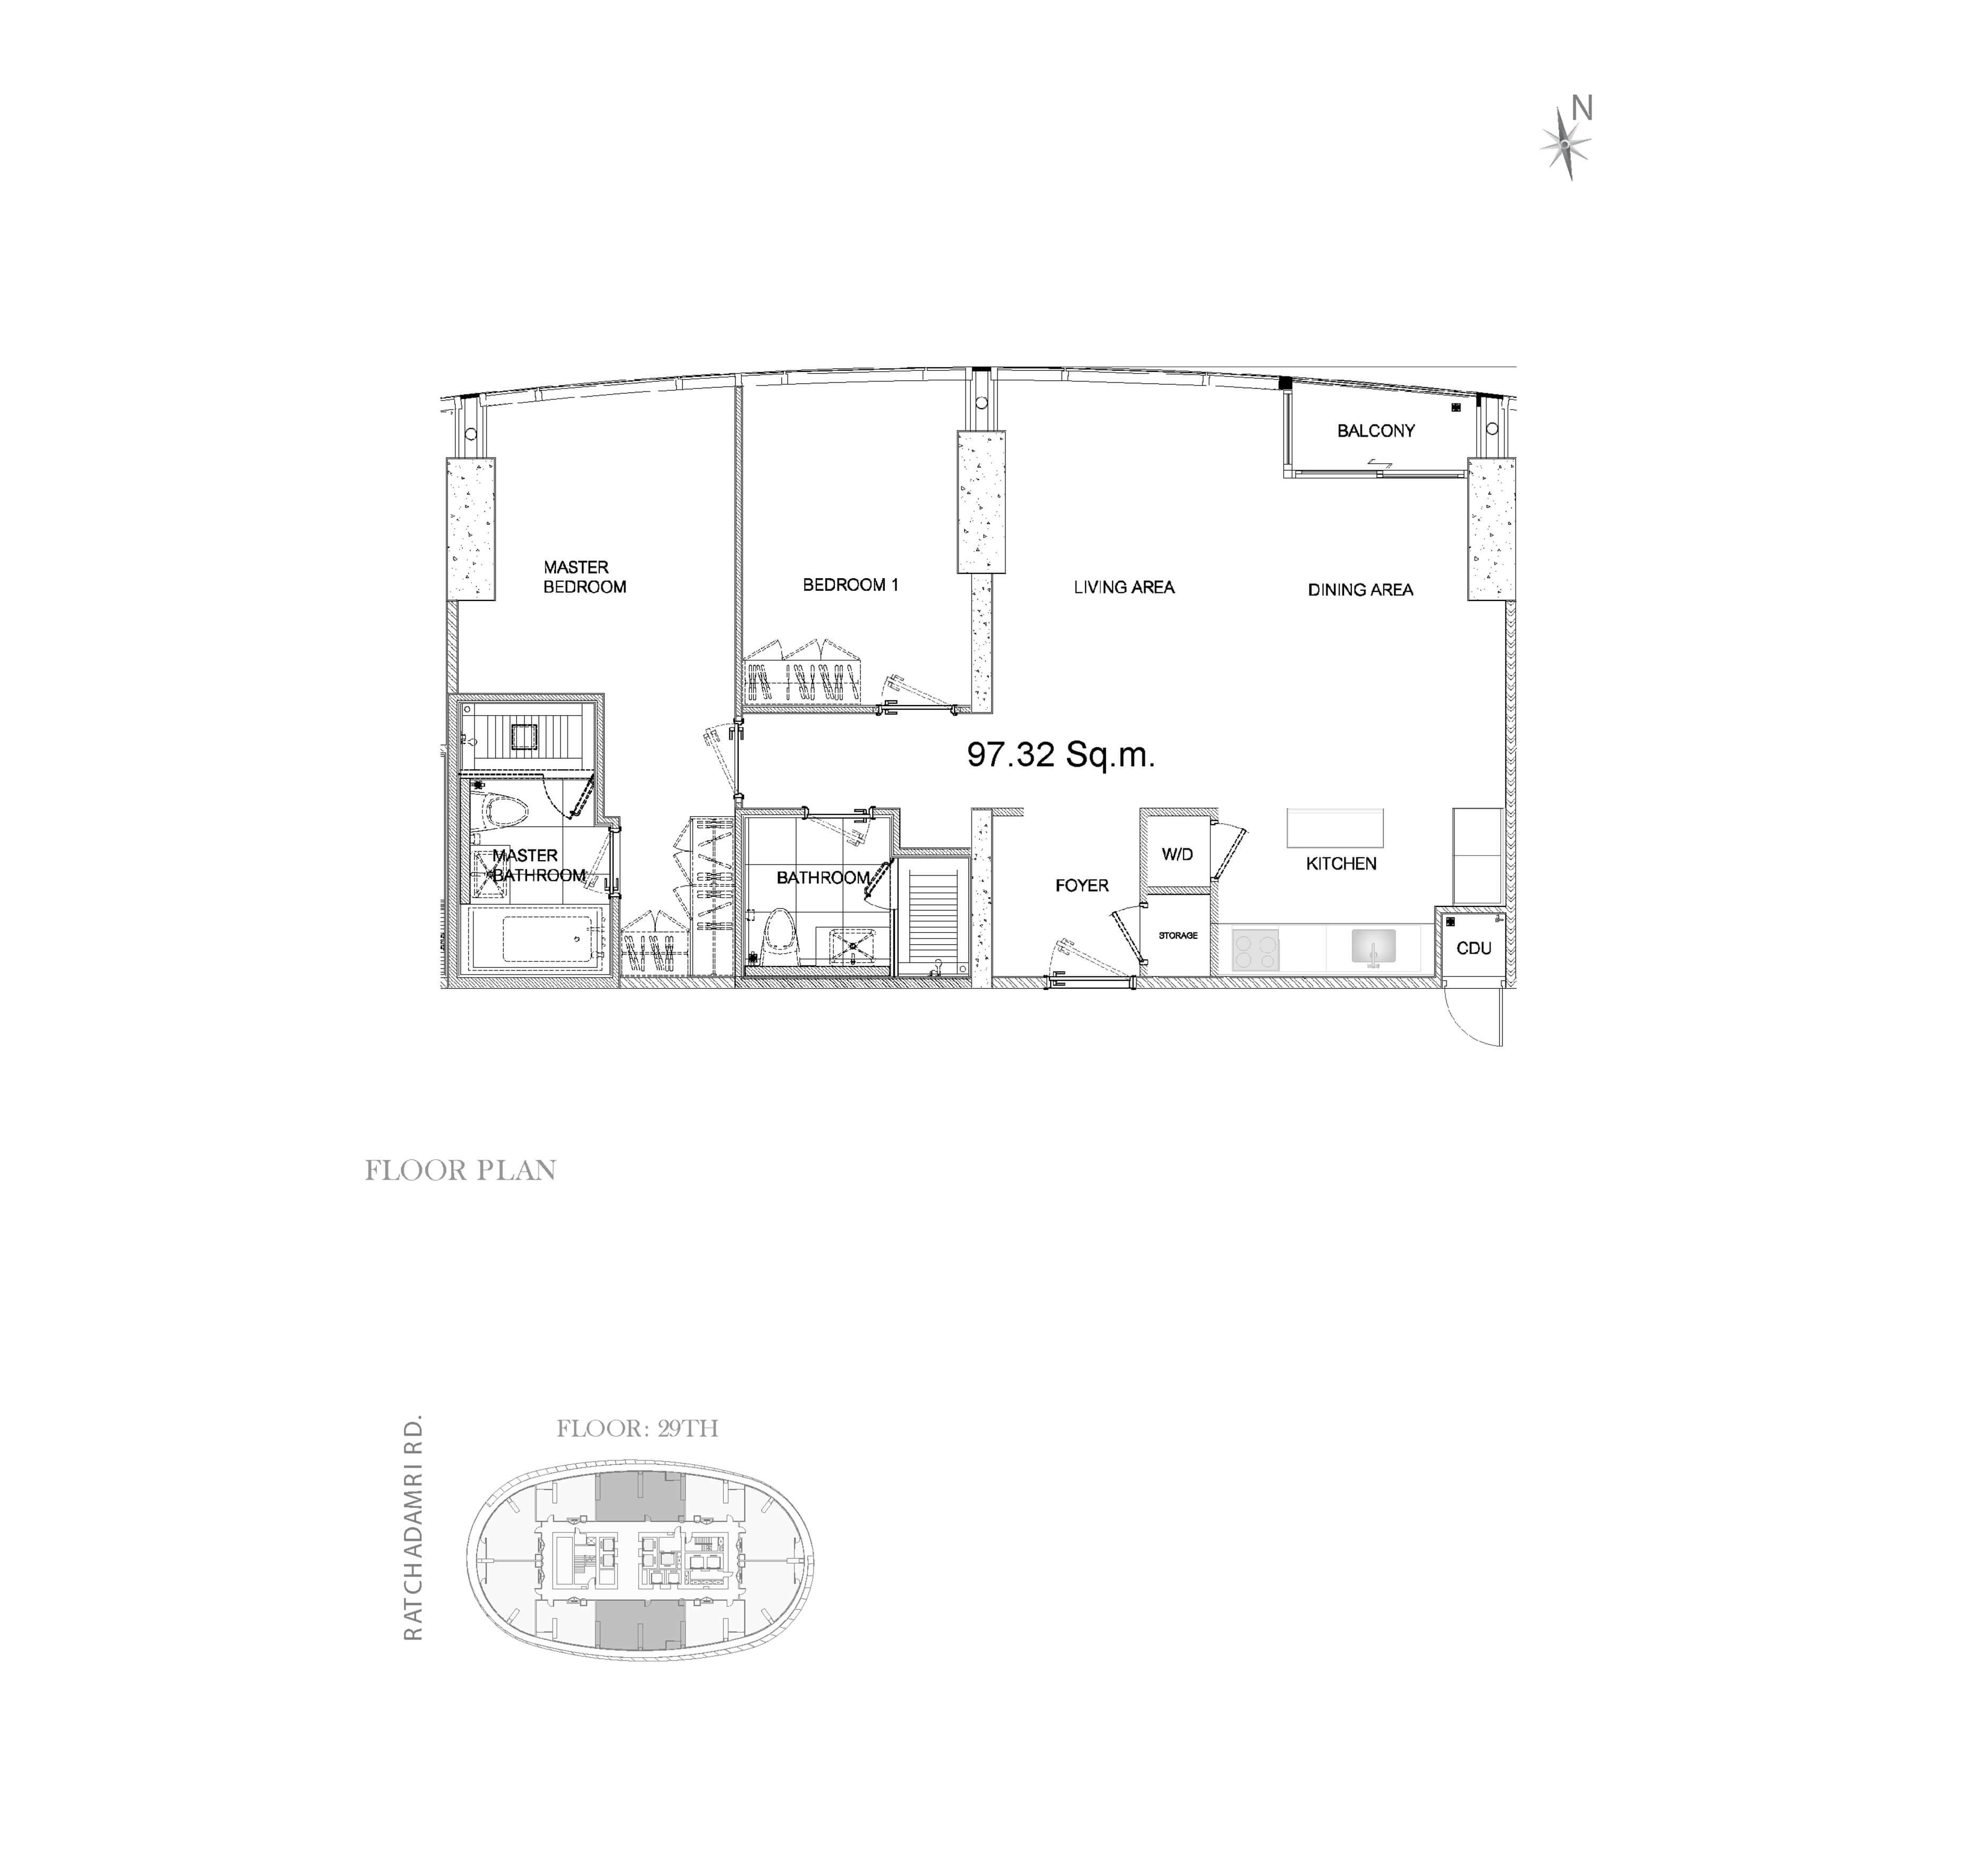 N
BALCONY
MASTER
BEDROOM
BEDROOM 1
LIVING AREA
DINING AREA
97.32 Sq.m.
MASTER
BATHROOM
BATHROOM
FOYER
W/D
STORAGE
KITCHEN
CDU
FLOOR PLAN
FLOOR: 29TH
RATCHADAMRI RD.